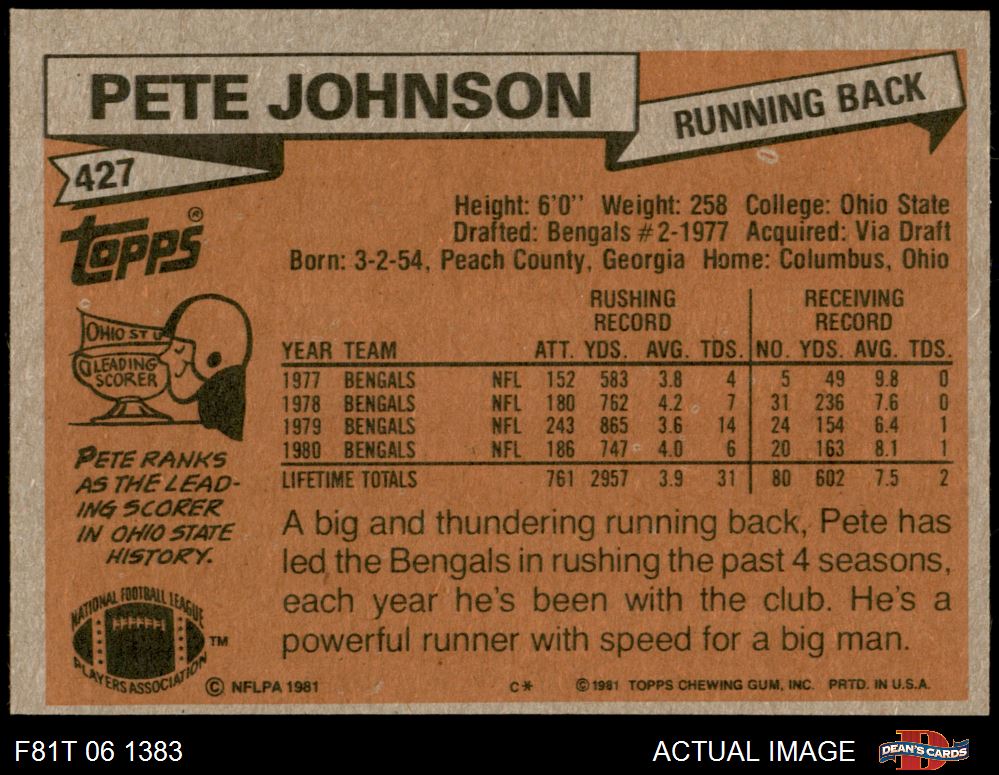 PETE JOHNSON
RUNNING BACK
427
TOPPS®
Height: 6'0" Weight: 258 College: Ohio State
Drafted: Bengals #2-1977 Acquired: Via Draft
Born: 3-2-54, Peach County, Georgia Home: Columbus, Ohio
OHIO ST U
LEADING
SCORER
PETE RANKS
AS THE LEAD-
ING SCORER
IN OHIO STATE
HISTORY.
RUSHING RECEIVING
RECORD RECORD
YEAR TEAM ATT. YDS. AVG. TDS. NO. YDS. AVG. TDS.
1977 BENGALS NFL 152 583 3.8 4 5 49 9.8 0
1978 BENGALS NFL 180 762 4.2 7 31 236 7.6 0
1979 BENGALS NFL 243 865 3.6 14 24 154 6.4 1
1980 BENGALS NFL 186 747 4.0 6 20 163 8.1 1
LIFETIME TOTALS 761 2957 3.9 31 80 602 7.5 2
A big and thundering running back, Pete has
led the Bengals in rushing the past 4 seasons,
each year he's been with the club. He's a
powerful runner with speed for a big man.
NATIONAL FOOTBALL LEAGUE
PLAYERS ASSOCIATION
TM
© NFLPA 1981 C* ©1981 TOPPS CHEWING GUM, INC. PRTD. IN U.S.A.
F81T 06 1383 ACTUAL IMAGE D DEAN'S CARDS